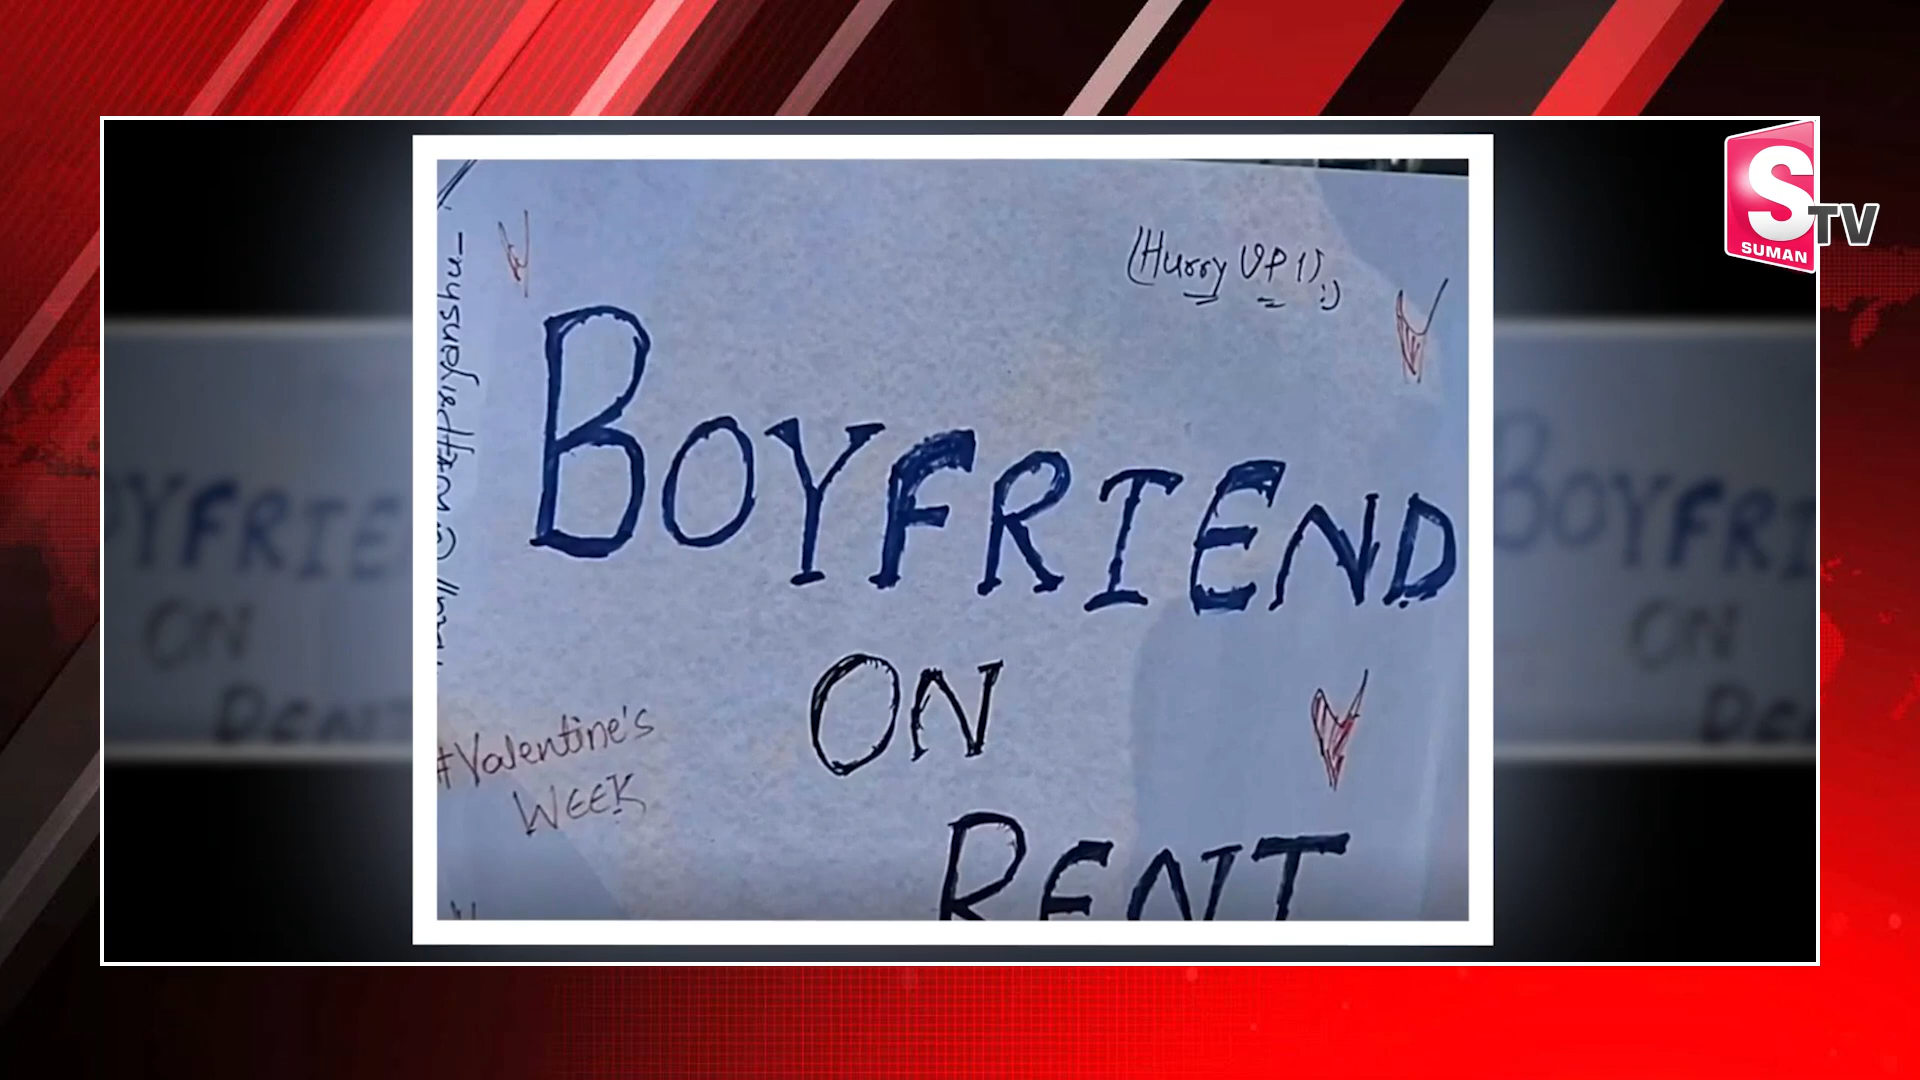 S
TV
SUMAN
(Hurry UP!!) :)
BOYFRIEND
ON
RENT
#Valentine's
WEEK